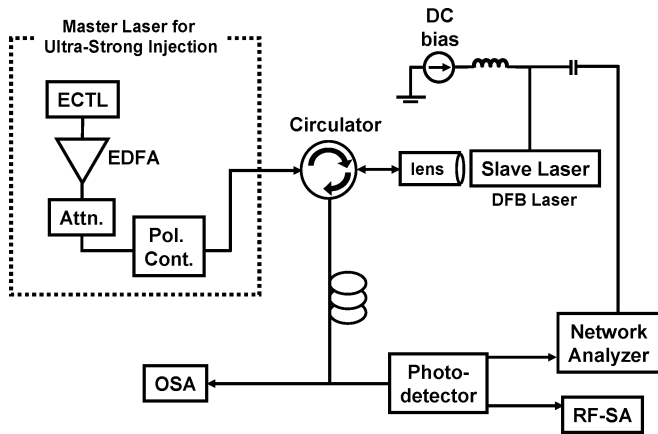 Master Laser for
Ultra-Strong Injection
DC
bias
ECTL
EDFA
Circulator
lens
Slave Laser
DFB Laser
Attn.
Pol.
Cont.
Network
Analyzer
Photo-
detector
OSA
RF-SA